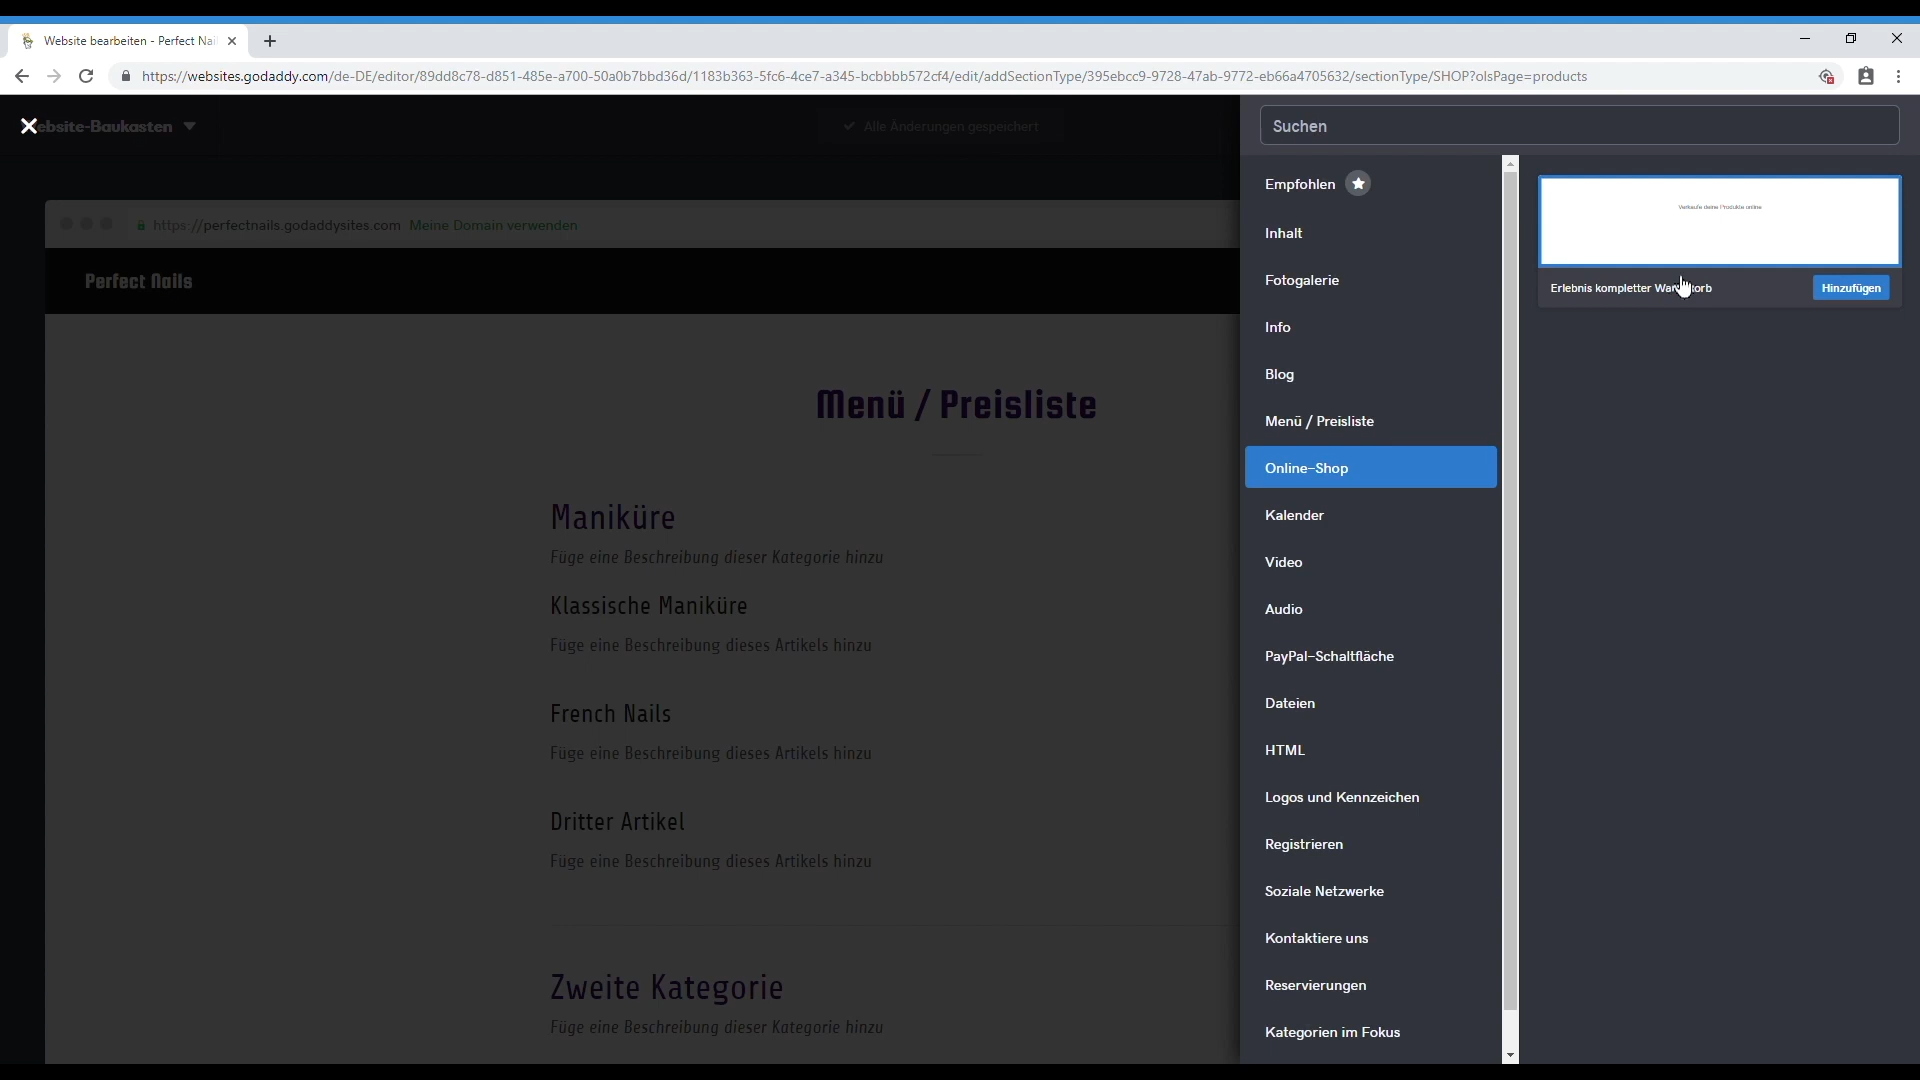 Website bearbeiten - Perfect Nai
https://websites.godaddy.com/de-DE/editor/89dd8c78-d851-485e-a700-50a0b7bbd36d/1183b363-5fc6-4ce7-a345-bcbbbb572cf4/edit/addSectionType/395ebcc9-9728-47ab-9772-eb66a4705632/sectionType/SHOP?olsPage=products
ebsite-Baukasten
Alle Änderungen gespeichert
https://perfectnails.godaddysites.com Meine Domain verwenden
Perfect Nails
Menü / Preisliste
Maniküre
Füge eine Beschreibung dieser Kategorie hinzu
Klassische Maniküre
Füge eine Beschreibung dieses Artikels hinzu
French Nails
Füge eine Beschreibung dieses Artikels hinzu
Dritter Artikel
Füge eine Beschreibung dieses Artikels hinzu
Zweite Kategorie
Füge eine Beschreibung dieser Kategorie hinzu
Suchen
Empfohlen
Inhalt
Fotogalerie
Info
Blog
Menü / Preisliste
Online-Shop
Kalender
Video
Audio
PayPal-Schaltfläche
Dateien
HTML
Logos und Kennzeichen
Registrieren
Soziale Netzwerke
Kontaktiere uns
Reservierungen
Kategorien im Fokus
Verkaufe deine Produkte online
Erlebnis kompletter
Hinzufügen